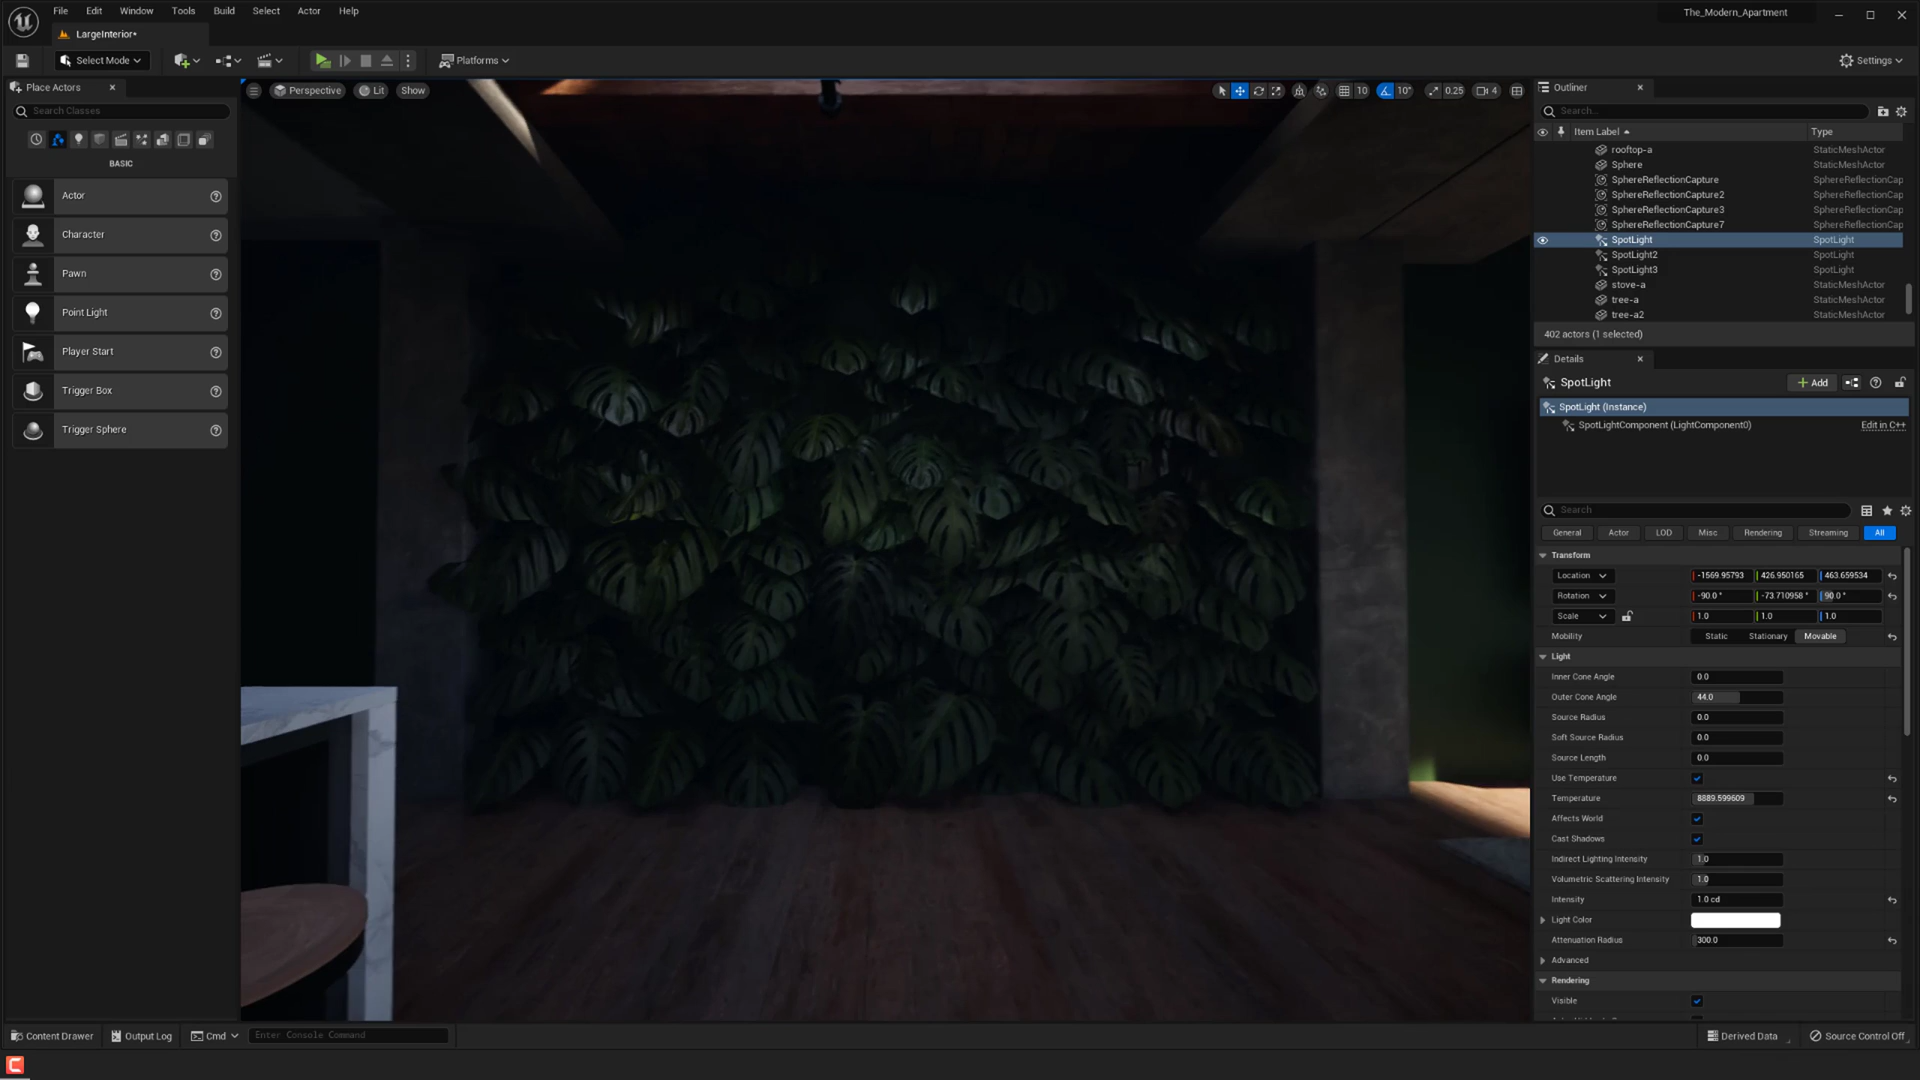 File Edit Window Tools Build Select Actor Help
The_Modern_Apartment
LargeInterior*
Select Mode
Platforms
Settings
Place Actors
Search Classes
BASIC
Actor
Character
Pawn
Point Light
Player Start
Trigger Box
Trigger Sphere
Perspective Lit Show
10 10° 0.25 4
Outliner
Search...
Item Label Type
rooftop-a StaticMeshActor
Sphere StaticMeshActor
SphereReflectionCapture SphereReflectionCap
SphereReflectionCapture2 SphereReflectionCap
SphereReflectionCapture3 SphereReflectionCap
SphereReflectionCapture7 SphereReflectionCap
SpotLight SpotLight
SpotLight2 SpotLight
SpotLight3 SpotLight
stove-a StaticMeshActor
tree-a StaticMeshActor
tree-a2 StaticMeshActor
402 actors (1 selected)
Details
SpotLight
Add
SpotLight (Instance)
SpotLightComponent (LightComponent0) Edit in C++
Search
General Actor LOD Misc Rendering Streaming All
Transform
Location -1569.95793 426.950165 463.659534
Rotation -90.0 ° -73.710958 ° 90.0 °
Scale 1.0 1.0 1.0
Mobility Static Stationary Movable
Light
Inner Cone Angle 0.0
Outer Cone Angle 44.0
Source Radius 0.0
Soft Source Radius 0.0
Source Length 0.0
Use Temperature
Temperature 8889.599609
Affects World
Cast Shadows
Indirect Lighting Intensity 1.0
Volumetric Scattering Intensity 1.0
Intensity 1.0 cd
Light Color
Attenuation Radius 300.0
Advanced
Rendering
Visible
Content Drawer Output Log Cmd Enter Console Command
Derived Data Source Control Off